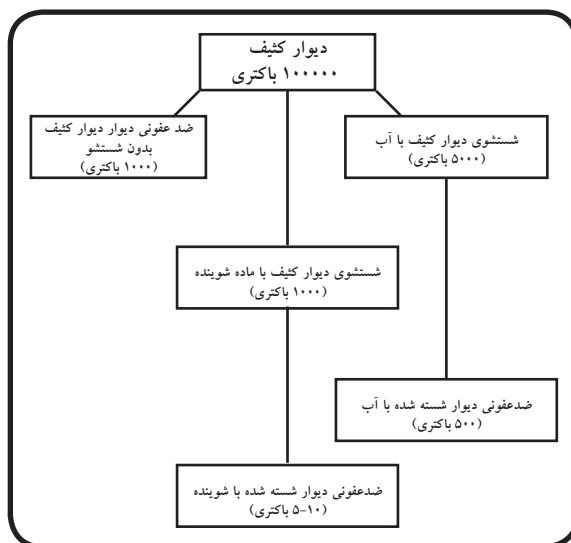 دیوار کثیف
۱۰۰۰۰۰ باکتری
ضد عفونی دیوار دیوار کثیف
بدون شستشو
(۱۰۰۰ باکتری)
شستشوی دیوار کثیف با آب
(۵۰۰۰ باکتری)
شستشوی دیوار کثیف با ماده شوینده
(۱۰۰۰ باکتری)
ضدعفونی دیوار شسته شده با آب
(۵۰۰ باکتری)
ضدعفونی دیوار شسته شده با شوینده
(۱۰-۵ باکتری)